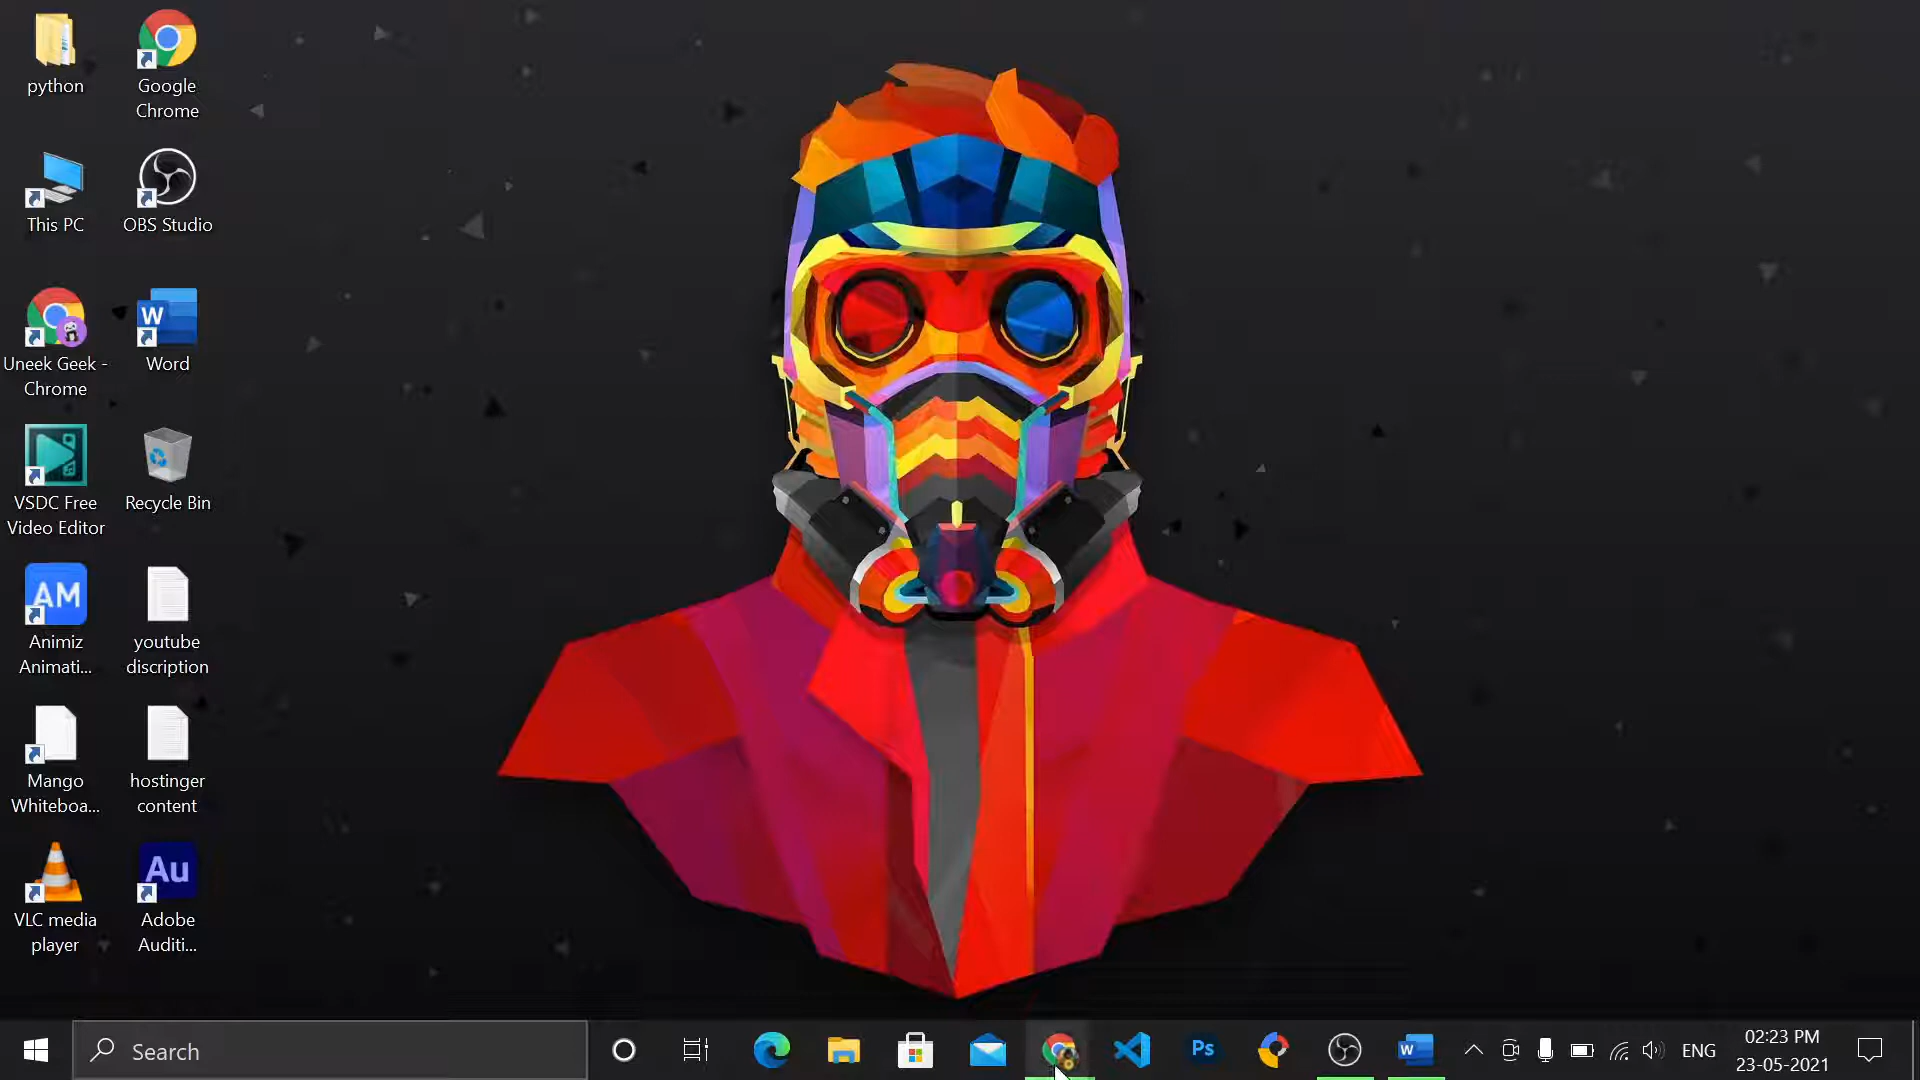 python
Google
Chrome
This PC
OBS Studio
Uneek Geek -
Chrome
W
Word
VSDC Free
Video Editor
Recycle Bin
AM
Animiz
Animati...
youtube
discription
Mango
Whiteboa...
hostinger
content
VLC media
player
Au
Adobe
Auditi...
Search
Ps
W
ENG
02:23 PM
23-05-2021